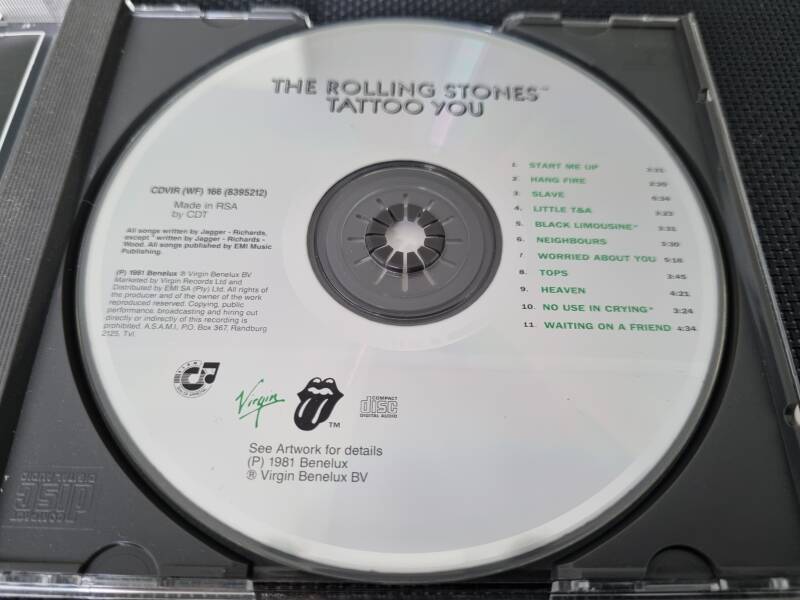 THE ROLLING STONES™
TATTOO YOU
CDVIR (WF) 166 (8395212)
Made in RSA
by CDT
All songs written by Jagger - Richards,
except * written by Jagger - Richards -
Wood. All songs published by EMI Music
Publishing.
(P) 1981 Benelux ® Virgin Benelux BV
Marketed by Virgin Records Ltd and
Distributed by EMI SA (Pty) Ltd. All rights of
the producer and of the owner of the work
reproduced reserved. Copying, public
performance, broadcasting and hiring out
directly or indirectly of this recording is
prohibited. A.S.A.M.I., P.O. Box 367, Randburg
2125, Tvl.
1. START ME UP 3:31
2. HANG FIRE 2:20
3. SLAVE 6:34
4. LITTLE T&A 3:23
5. BLACK LIMOUSINE* 3:31
6. NEIGHBOURS 3:30
7. WORRIED ABOUT YOU 5:16
8. TOPS 3:45
9. HEAVEN 4:21
10. NO USE IN CRYING* 3:24
11. WAITING ON A FRIEND 4:34
Virgin
TM
COMPACT
disc
DIGITAL AUDIO
See Artwork for details
(P) 1981 Benelux
® Virgin Benelux BV